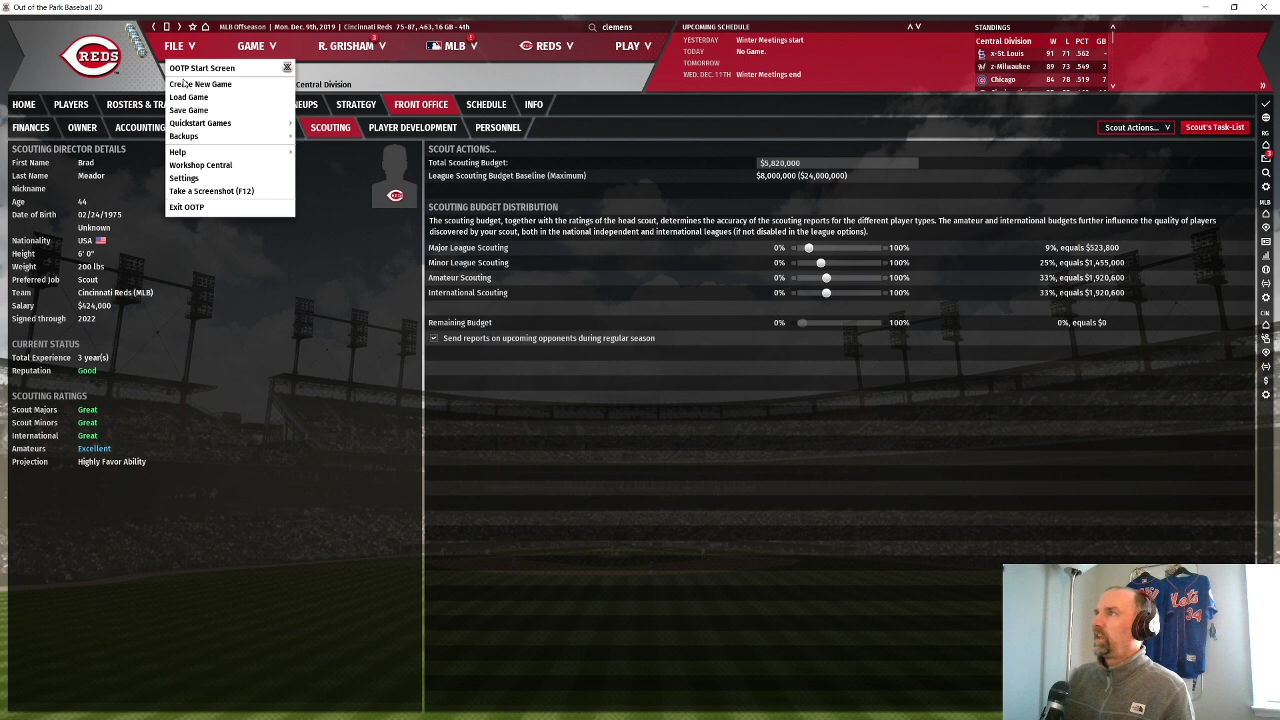 Out of the Park Baseball 20
MLB Offseason | Mon. Dec. 9th, 2019 | Cincinnati Reds 75-87, .463, 16 GB - 4th
clemens
FILE GAME R. GRISHAM 3 MLB ! REDS PLAY
REDS
UPCOMING SCHEDULE
YESTERDAY Winter Meetings start
TODAY No Game.
TOMORROW
WED. DEC. 11TH Winter Meetings end
STANDINGS
Central Division W L PCT GB
x-St.Louis 91 71 .562 -
z-Milwaukee 89 73 .549 2
Chicago 84 78 .519 7
OOTP Start Screen
Create New Game
Load Game
Save Game
Quickstart Games
Backups
Help
Workshop Central
Settings
Take a Screenshot (F12)
Exit OOTP
Central Division
HOME PLAYERS ROSTERS & TRA NEUPS STRATEGY FRONT OFFICE SCHEDULE INFO
FINANCES OWNER ACCOUNTING SCOUTING PLAYER DEVELOPMENT PERSONNEL
Scout Actions... Scout's Task-List
SCOUTING DIRECTOR DETAILS
First Name Brad
Last Name Meador
Nickname
Age 44
Date of Birth 02/24/1975
Unknown
Nationality USA
Height 6' 0"
Weight 200 lbs
Preferred Job Scout
Team Cincinnati Reds (MLB)
Salary $424,000
Signed through 2022
CURRENT STATUS
Total Experience 3 year(s)
Reputation Good
SCOUTING RATINGS
Scout Majors Great
Scout Minors Great
International Great
Amateurs Excellent
Projection Highly Favor Ability
SCOUT ACTIONS...
Total Scouting Budget: $5,820,000
League Scouting Budget Baseline (Maximum) $8,000,000 ($24,000,000)
SCOUTING BUDGET DISTRIBUTION
The scouting budget, together with the ratings of the head scout, determines the accuracy of the scouting reports for the different player types. The amateur and international budgets further influence the quality of players
discovered by your scout, both in the national independent and international leagues (if not disabled in the league options).
Major League Scouting 0% 100% 9%, equals $523,800
Minor League Scouting 0% 100% 25%, equals $1,455,000
Amateur Scouting 0% 100% 33%, equals $1,920,600
International Scouting 0% 100% 33%, equals $1,920,600
Remaining Budget 0% 100% 0%, equals $0
Send reports on upcoming opponents during regular season
RG
3
MLB
CIN
Mets
34